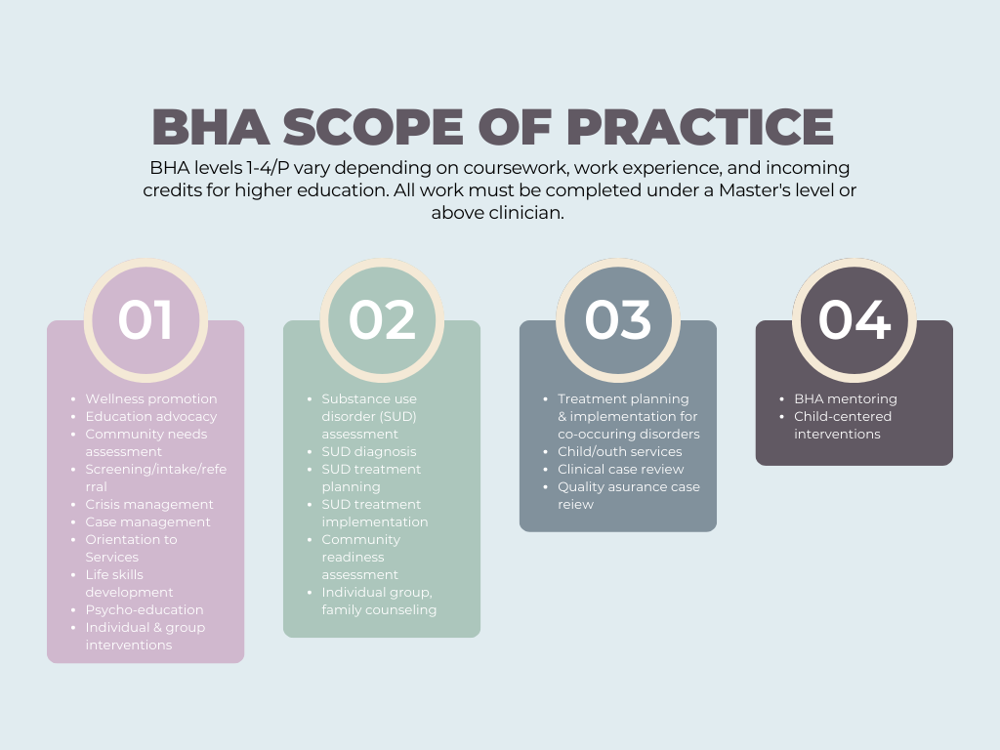 BHA SCOPE OF PRACTICE
BHA levels 1-4/P vary depending on coursework, work experience, and incoming
credits for higher education. All work must be completed under a Master's level or
above clinician.
01
• Wellness promotion
• Education advocacy
• Community needs
assessment
• Screening/intake/refe
rral
• Crisis management
• Case management
• Orientation to
Services
• Life skills
development
• Psycho-education
• Individual & group
interventions
02
• Substance use
disorder (SUD)
assessment
• SUD diagnosis
• SUD treatment
planning
• SUD treatment
implementation
• Community
readiness
assessment
• Individual group,
family counseling
03
• Treatment planning
& implementation for
co-occuring disorders
• Child/outh services
• Clinical case review
• Quality asurance case
reiew
04
• BHA mentoring
• Child-centered
interventions